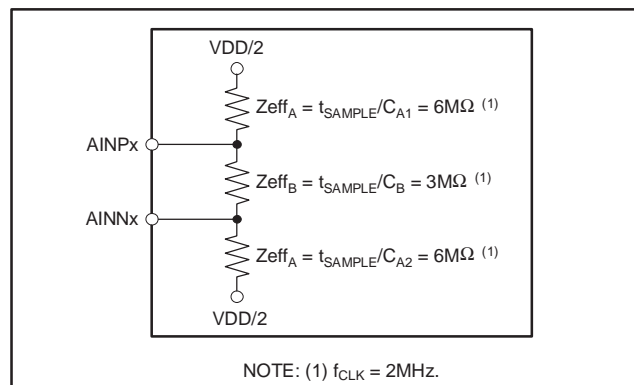 VDD/2
Zeff_A = t_SAMPLE/C_A1 = 6MΩ (1)
AINPx
Zeff_B = t_SAMPLE/C_B = 3MΩ (1)
AINNx
Zeff_A = t_SAMPLE/C_A2 = 6MΩ (1)
VDD/2
NOTE: (1) f_CLK = 2MHz.